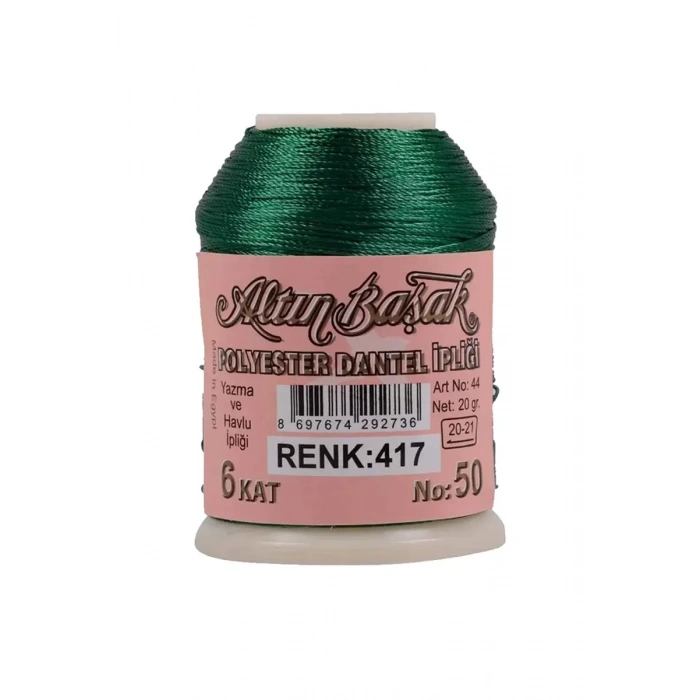 Altın Başak
POLYESTER DANTEL İPLİĞİ
Made in Egypt
Yazma
ve
Havlu
İpliği
8 697674 292736
Art No: 44
Net: 20 gr.
20-21
RENK:417
6 KAT
No: 50